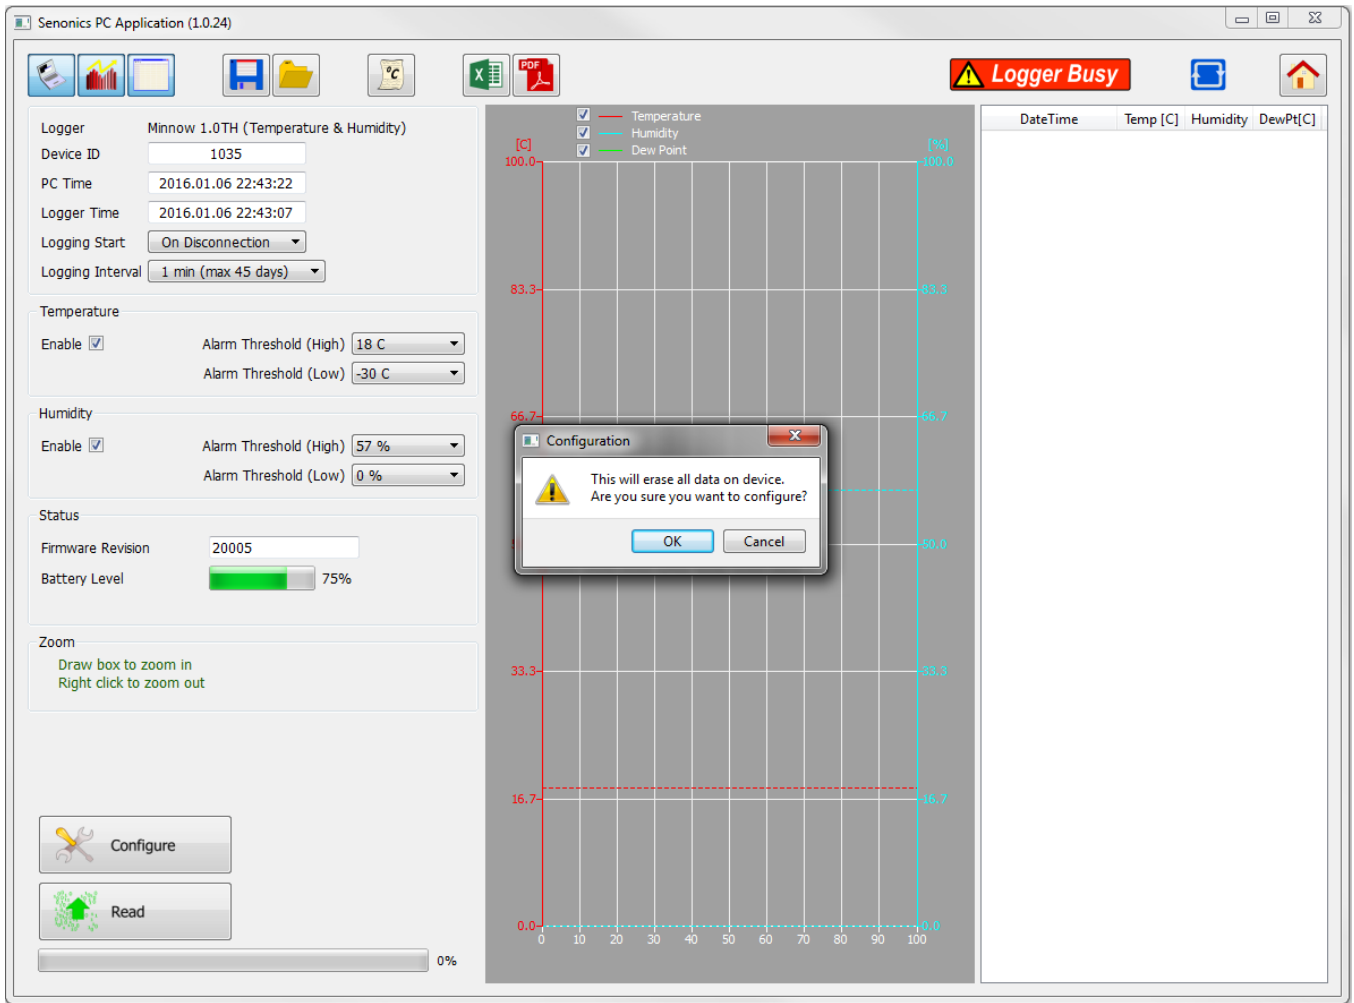 Senonics PC Application (1.0.24)
°C
PDF
Logger Busy
Logger Minnow 1.0TH (Temperature & Humidity)
Device ID 1035
PC Time 2016.01.06 22:43:22
Logger Time 2016.01.06 22:43:07
Logging Start On Disconnection
Logging Interval 1 min (max 45 days)
Temperature
Enable Alarm Threshold (High) 18 C
Alarm Threshold (Low) -30 C
Humidity
Enable Alarm Threshold (High) 57 %
Alarm Threshold (Low) 0 %
Status
Firmware Revision 20005
Battery Level 75%
Zoom
Draw box to zoom in
Right click to zoom out
Configure
Read
0%
Temperature
Humidity
Dew Point
[C] [%]
100.0 100.0
83.3 83.3
66.7 66.7
50.0
33.3 33.3
16.7 16.7
0.0 0.0
0 10 20 30 40 50 60 70 80 90 100
Configuration
This will erase all data on device.
Are you sure you want to configure?
OK Cancel
DateTime Temp [C] Humidity DewPt[C]